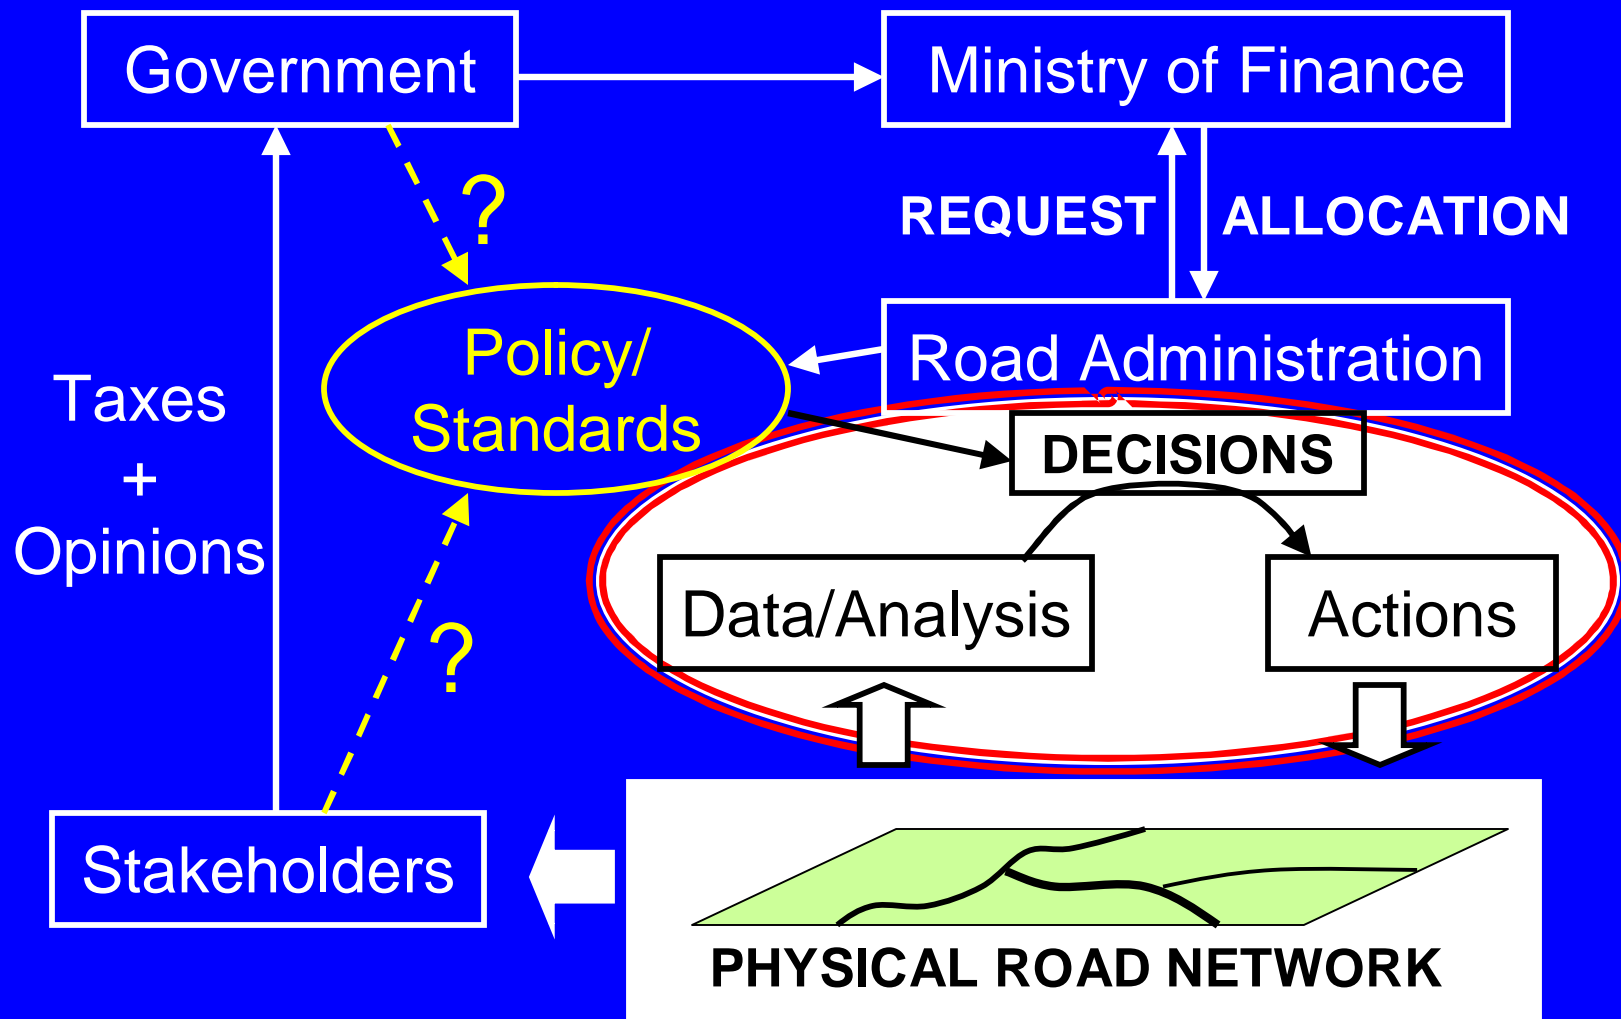 Government
Ministry of Finance
?
REQUEST
ALLOCATION
Policy/
Standards
Road Administration
Taxes
+
Opinions
DECISIONS
Data/Analysis
Actions
?
Stakeholders
PHYSICAL ROAD NETWORK